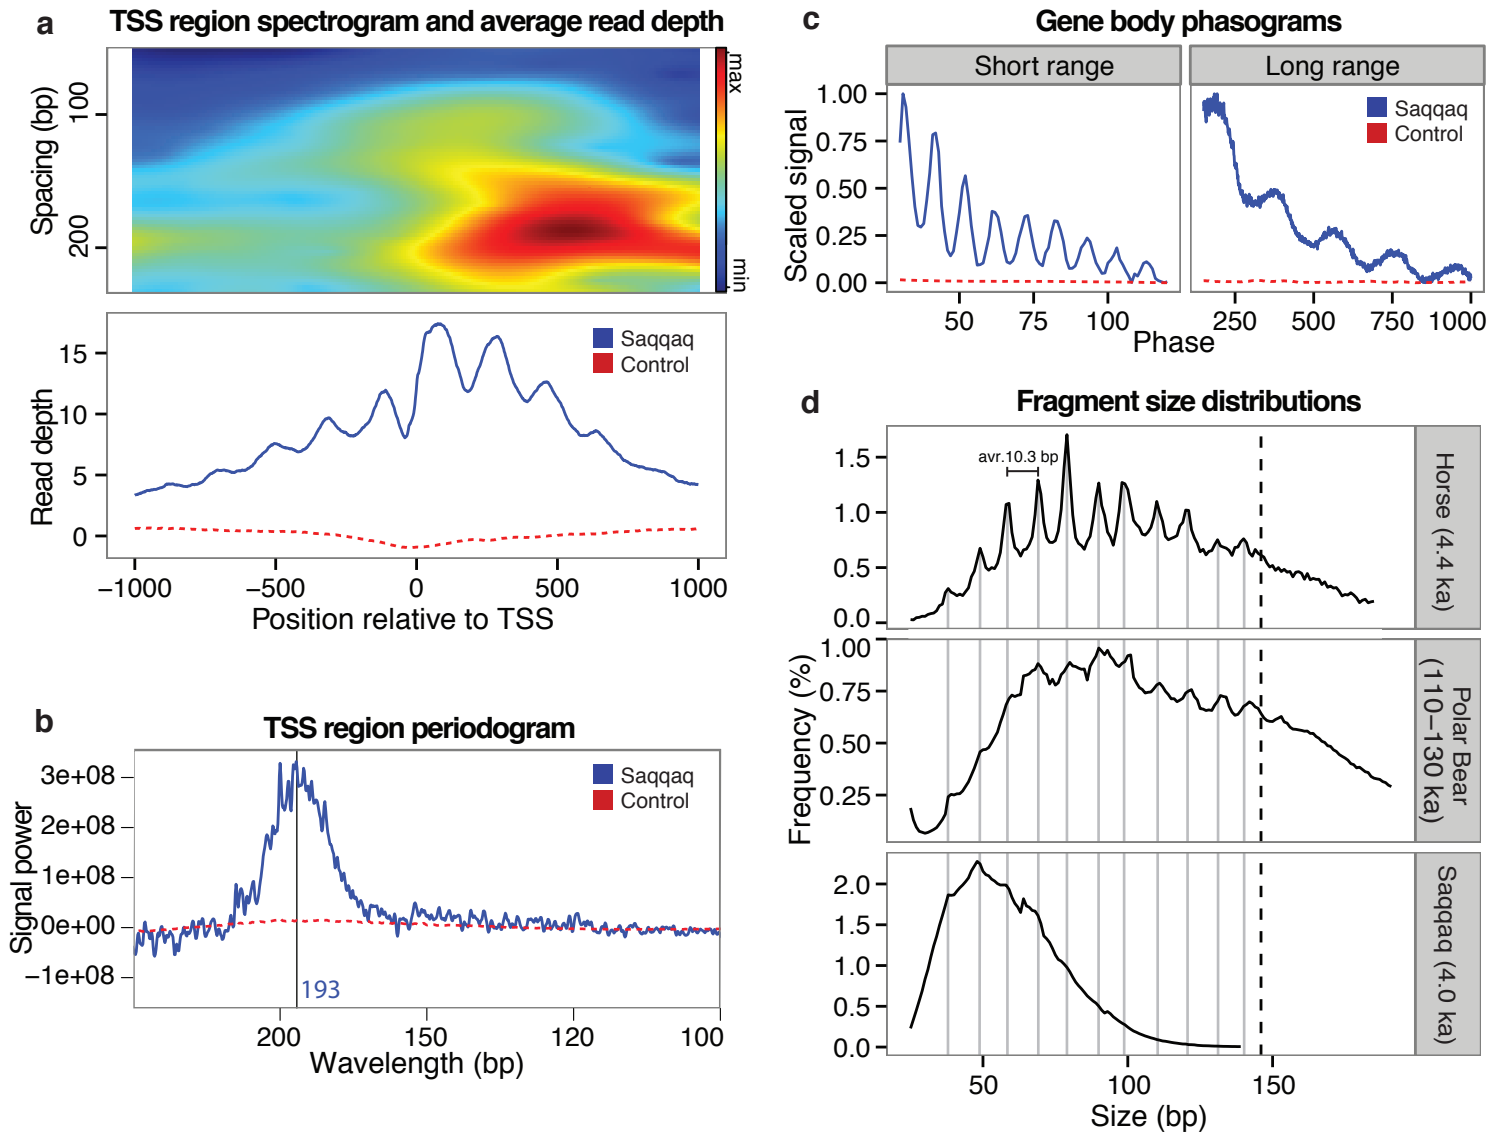 a
TSS region spectrogram and average read depth
Spacing (bp)
100
200
max
min
Read depth
15
10
5
0
Saqqaq
Control
−1000
−500
0
500
1000
Position relative to TSS
b
TSS region periodogram
Signal power
3e+08
2e+08
1e+08
0e+00
−1e+08
Saqqaq
Control
193
200
150
120
100
Wavelength (bp)
c
Gene body phasograms
Short range
Long range
Scaled signal
1.00
0.75
0.50
0.25
0.00
Saqqaq
Control
50
75
100
250
500
750
1000
Phase
d
Fragment size distributions
avr.10.3 bp
1.5
1.0
0.5
0.0
Horse (4.4 ka)
Frequency (%)
1.00
0.75
0.50
0.25
Polar Bear
(110−130 ka)
2.0
1.5
1.0
0.5
0.0
Saqqaq (4.0 ka)
50
100
150
Size (bp)